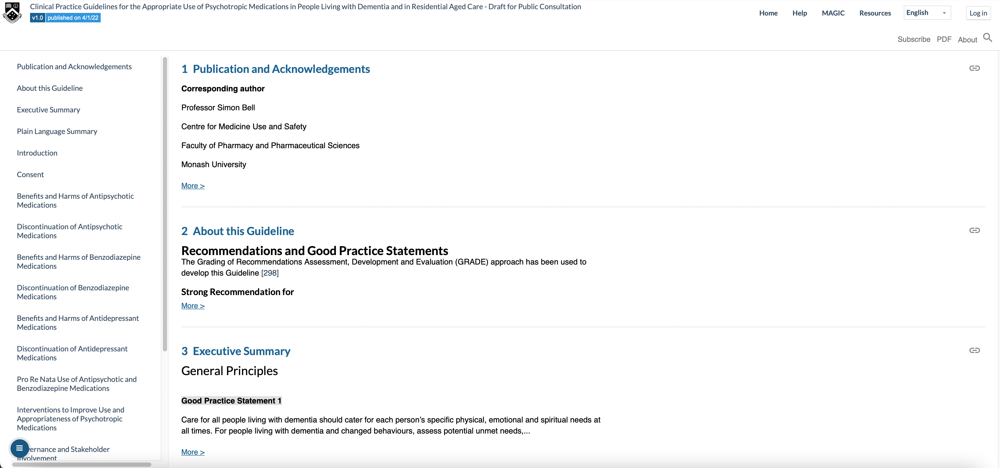 Clinical Practice Guidelines for the Appropriate Use of Psychotropic Medications in People Living with Dementia and in Residential Aged Care - Draft for Public Consultation
v1.0 published on 4/1/22
Home Help MAGIC Resources English Log in
Subscribe PDF About
Publication and Acknowledgements
About this Guideline
Executive Summary
Plain Language Summary
Introduction
Consent
Benefits and Harms of Antipsychotic
Medications
Discontinuation of Antipsychotic
Medications
Benefits and Harms of Benzodiazepine
Medications
Discontinuation of Benzodiazepine
Medications
Benefits and Harms of Antidepressant
Medications
Discontinuation of Antidepressant
Medications
Pro Re Nata Use of Antipsychotic and
Benzodiazepine Medications
Interventions to Improve Use and
Appropriateness of Psychotropic
Medications
vernance and Stakeholder
Involvement
1 Publication and Acknowledgements
Corresponding author
Professor Simon Bell
Centre for Medicine Use and Safety
Faculty of Pharmacy and Pharmaceutical Sciences
Monash University
More >
2 About this Guideline
Recommendations and Good Practice Statements
The Grading of Recommendations Assessment, Development and Evaluation (GRADE) approach has been used to
develop this Guideline [298]
Strong Recommendation for
More >
3 Executive Summary
General Principles
Good Practice Statement 1
Care for all people living with dementia should cater for each person’s specific physical, emotional and spiritual needs at
all times. For people living with dementia and changed behaviours, assess potential unmet needs,...
More >